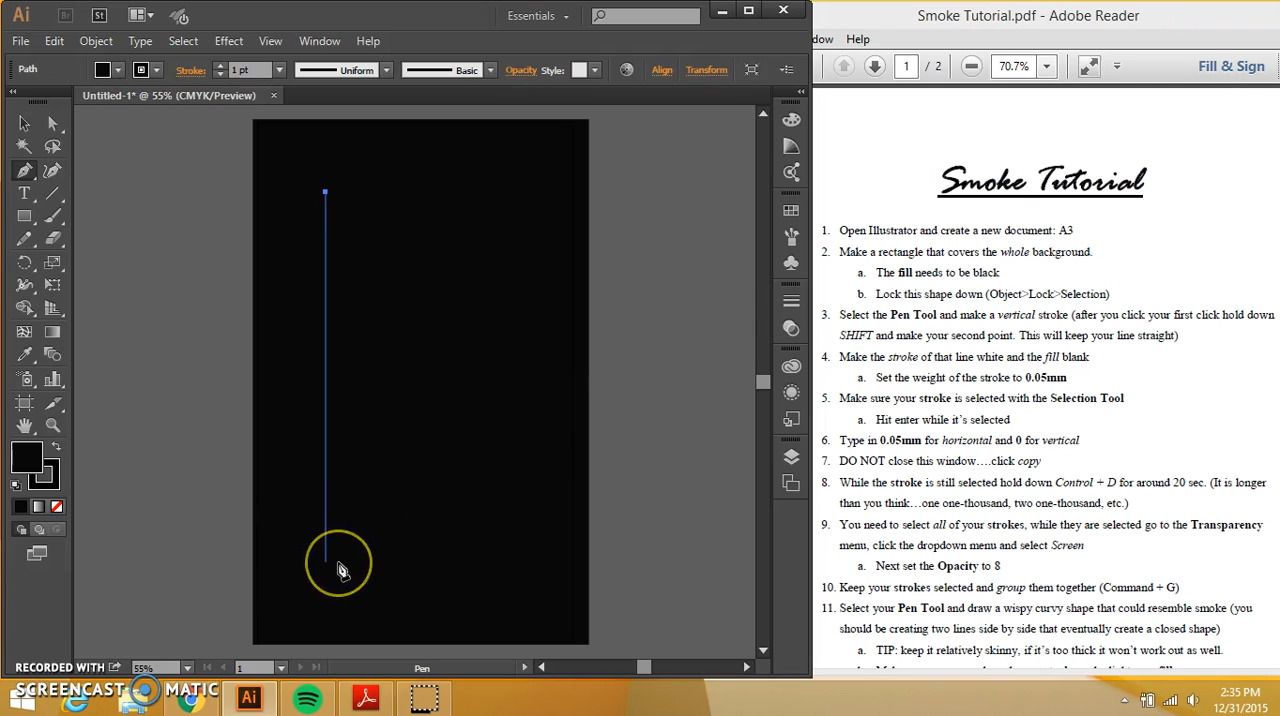 Ai
Br
St
Essentials
File Edit Object Type Select Effect View Window Help
Path
Stroke:
1 pt
Uniform
Basic
Opacity
Style:
Align
Transform
Untitled-1* @ 55% (CMYK/Preview)
T
55%
1
Pen
RECORDED WITH
SCREENCAST MATIC
Ai
Smoke Tutorial.pdf - Adobe Reader
dow Help
1 / 2
70.7%
Fill & Sign
Smoke Tutorial
1. Open Illustrator and create a new document: A3
2. Make a rectangle that covers the whole background.
a. The fill needs to be black
b. Lock this shape down (Object>Lock>Selection)
3. Select the Pen Tool and make a vertical stroke (after you click your first click hold down
SHIFT and make your second point. This will keep your line straight)
4. Make the stroke of that line white and the fill blank
a. Set the weight of the stroke to 0.05mm
5. Make sure your stroke is selected with the Selection Tool
a. Hit enter while it's selected
6. Type in 0.05mm for horizontal and 0 for vertical
7. DO NOT close this window….click copy
8. While the stroke is still selected hold down Control + D for around 20 sec. (It is longer
than you think…one one-thousand, two one-thousand, etc.)
9. You need to select all of your strokes, while they are selected go to the Transparency
menu, click the dropdown menu and select Screen
a. Next set the Opacity to 8
10. Keep your strokes selected and group them together (Command + G)
11. Select your Pen Tool and draw a wispy curvy shape that could resemble smoke (you
should be creating two lines side by side that eventually create a closed shape)
a. TIP: keep it relatively skinny, if it's too thick it won't work out as well.
2:35 PM
12/31/2015